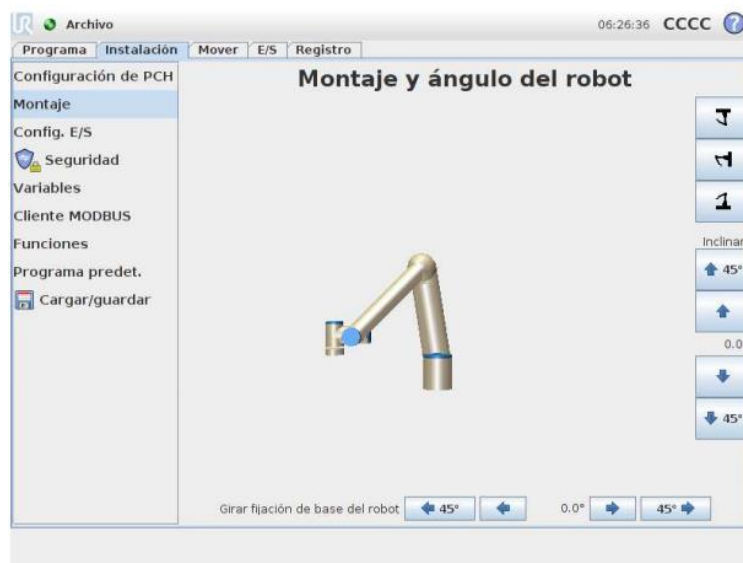 UR Archivo 06:26:36 CCCC ?
Programa Instalación Mover E/S Registro
Configuración de PCH
Montaje
Config. E/S
Seguridad
Variables
Cliente MODBUS
Funciones
Programa predet.
Cargar/guardar
Montaje y ángulo del robot
Inclinar
45°
0.0
45°
Girar fijación de base del robot 45° 0.0° 45°